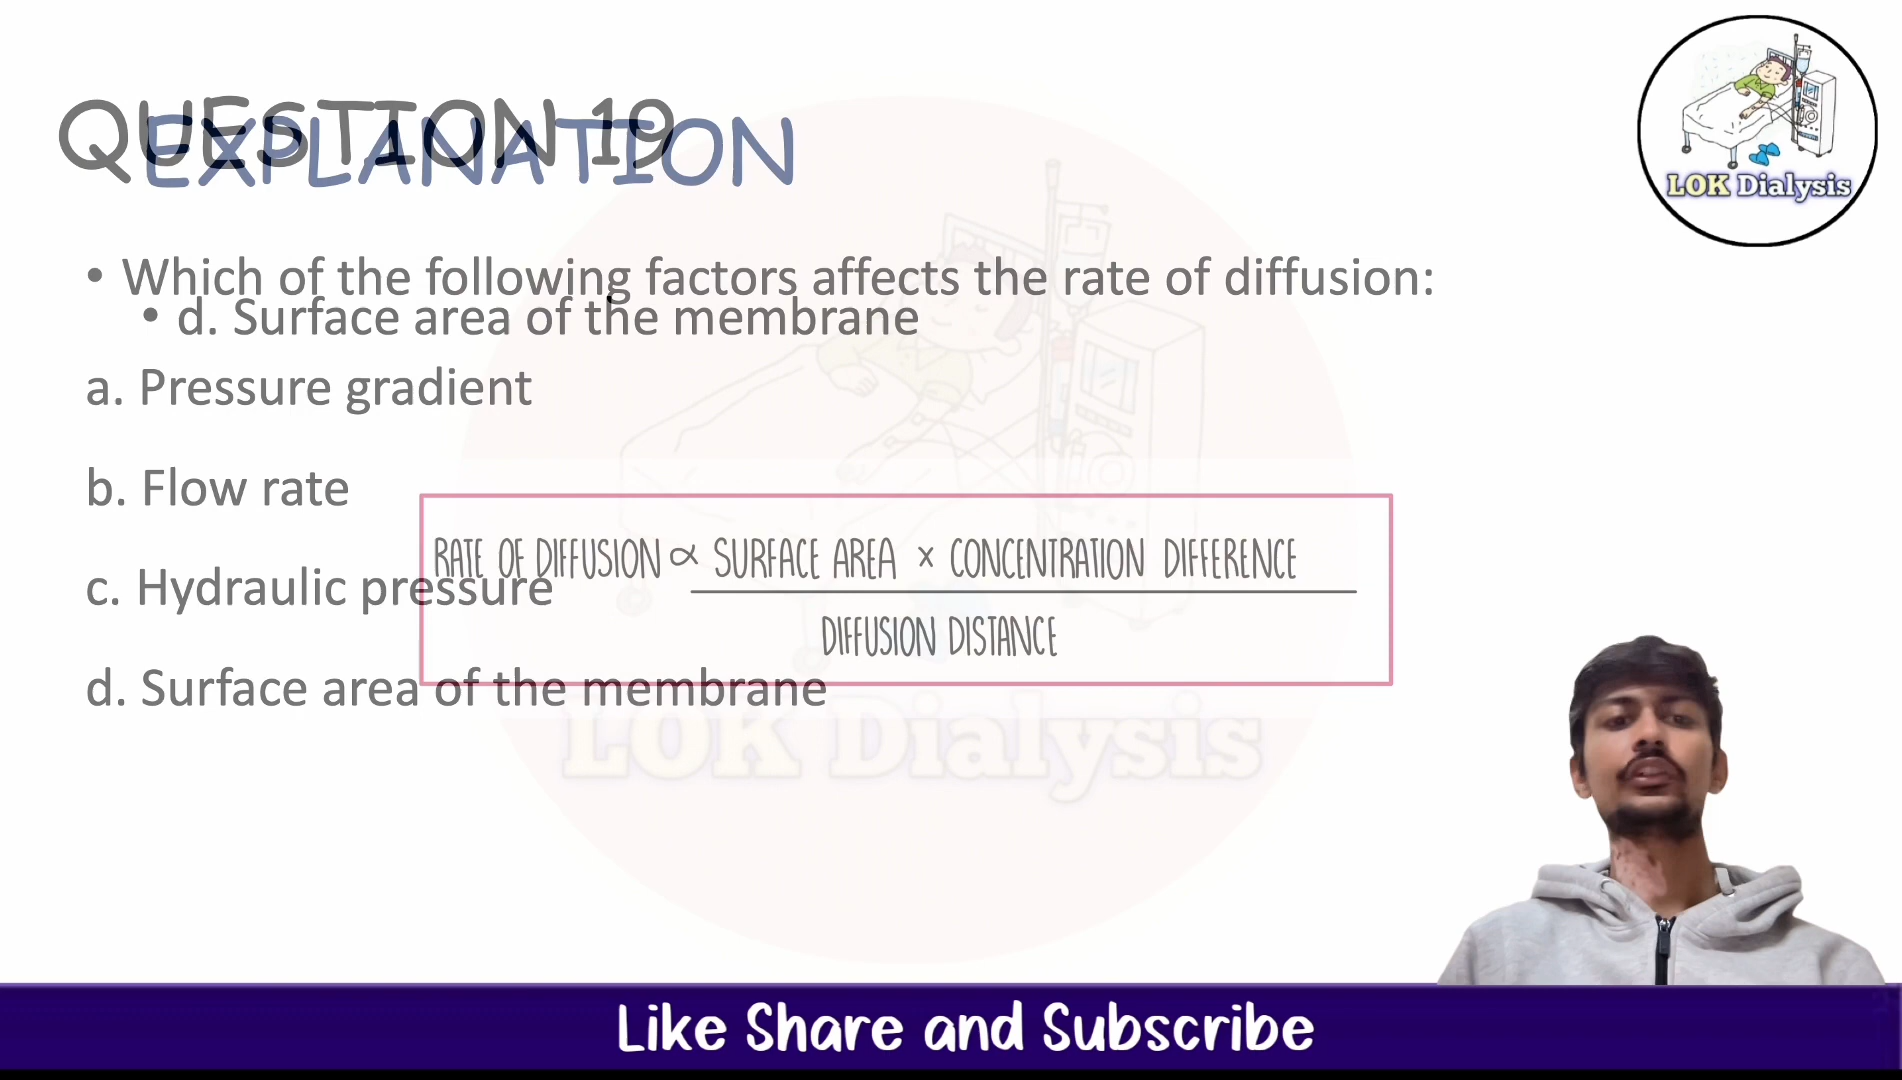 QUESTION 19
EXPLANATION
LOK Dialysis
• Which of the following factors affects the rate of diffusion:
• d. Surface area of the membrane
a. Pressure gradient
b. Flow rate
RATE OF DIFFUSION ∝ SURFACE AREA × CONCENTRATION DIFFERENCE
c. Hydraulic pressure
DIFFUSION DISTANCE
d. Surface area of the membrane
LOK Dialysis
Like Share and Subscribe